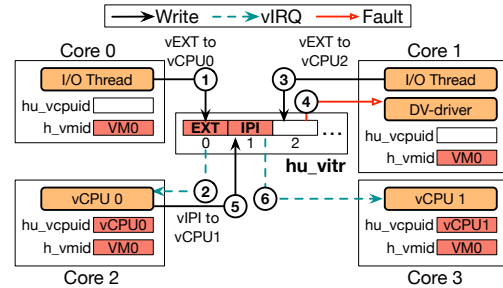 Write vIRQ Fault
Core 0
vEXT to
vCPU0
vEXT to
vCPU2
Core 1
I/O Thread
1
3
I/O Thread
hu_vcpuid
4
DV-driver
h_vmid VM0
EXT IPI ...
0 1 2
hu_vcpuid
hu_vitr
h_vmid VM0
vCPU 0
2
5
6
vCPU 1
vIPI to
vCPU1
hu_vcpuid vCPU0
hu_vcpuid vCPU1
h_vmid VM0
h_vmid VM0
Core 2
Core 3